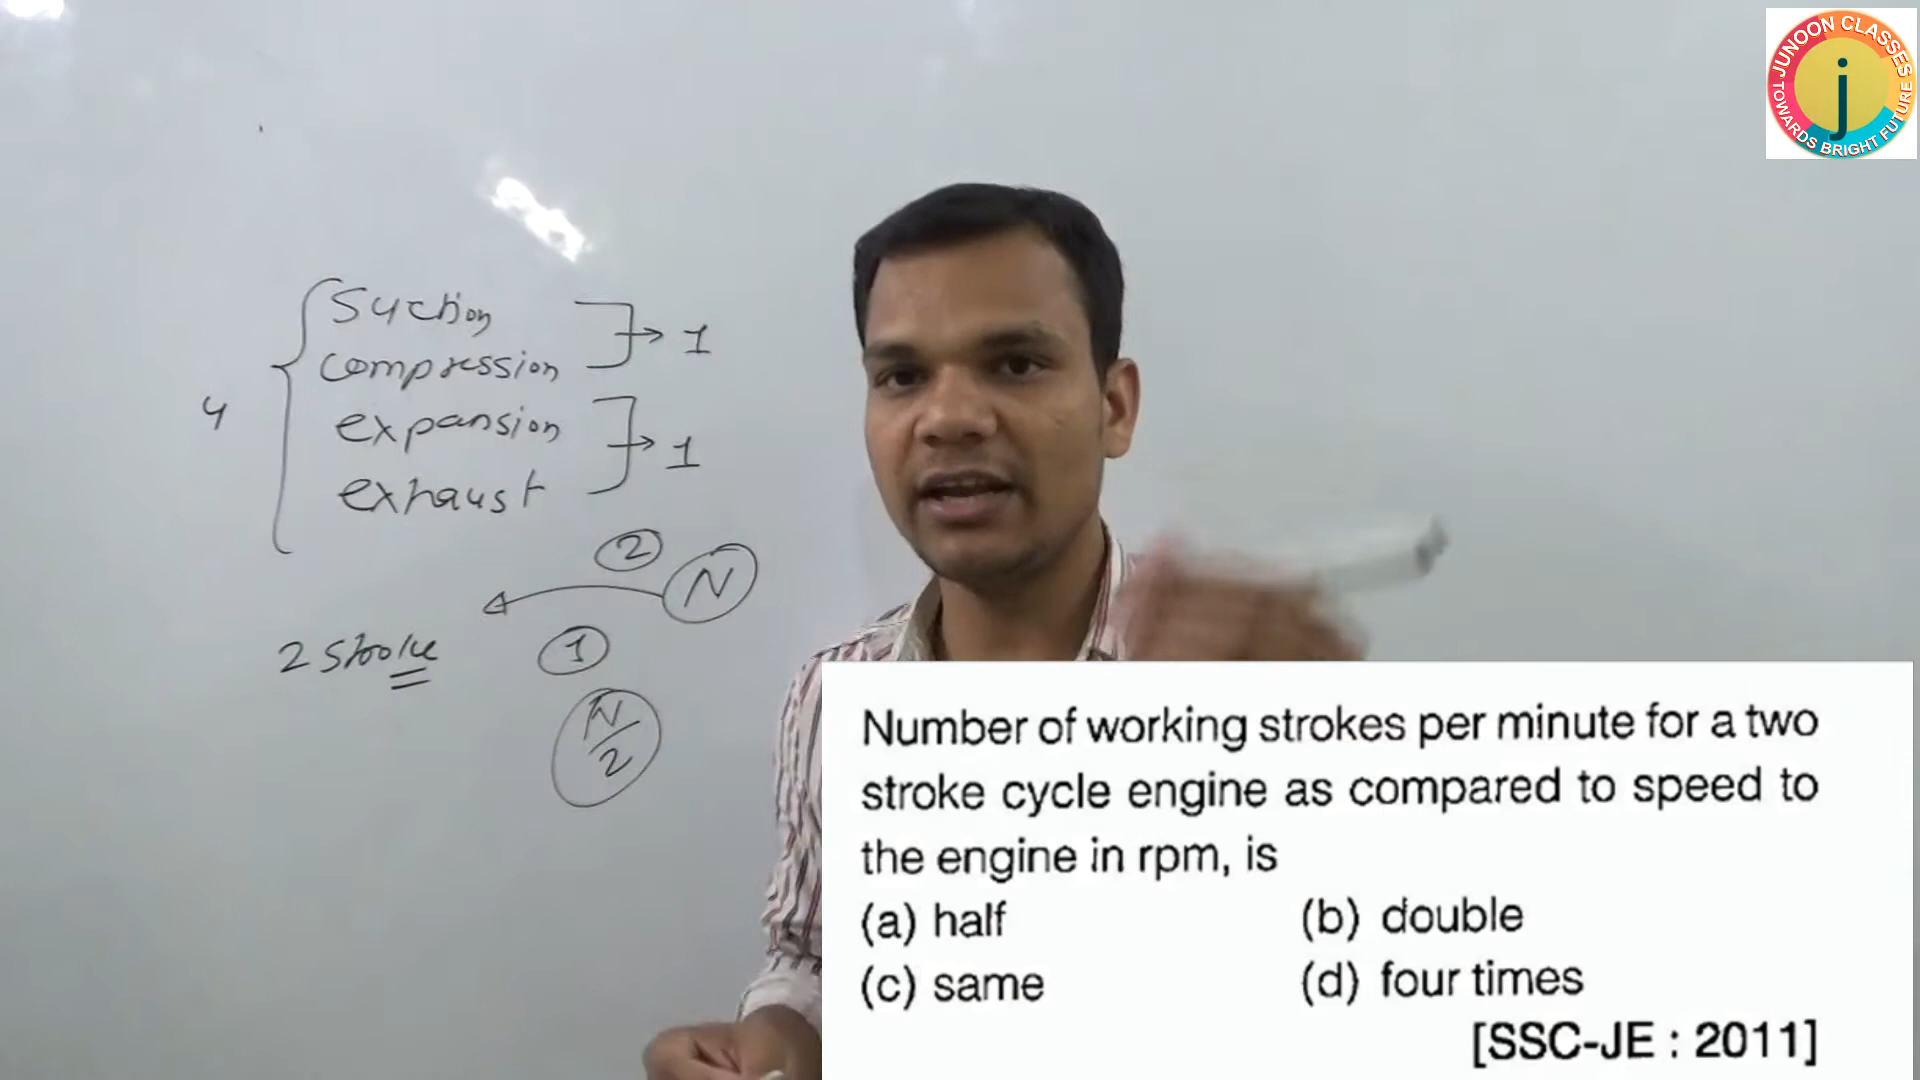 JUNOON CLASSES
j
TOWARDS BRIGHT FUTURE
suction
compression
→ 1
4
expansion
exhaust
→ 1
2
N
2 stroke
1
N/2
Number of working strokes per minute for a two
stroke cycle engine as compared to speed to
the engine in rpm, is
(a) half (b) double
(c) same (d) four times
[SSC-JE : 2011]